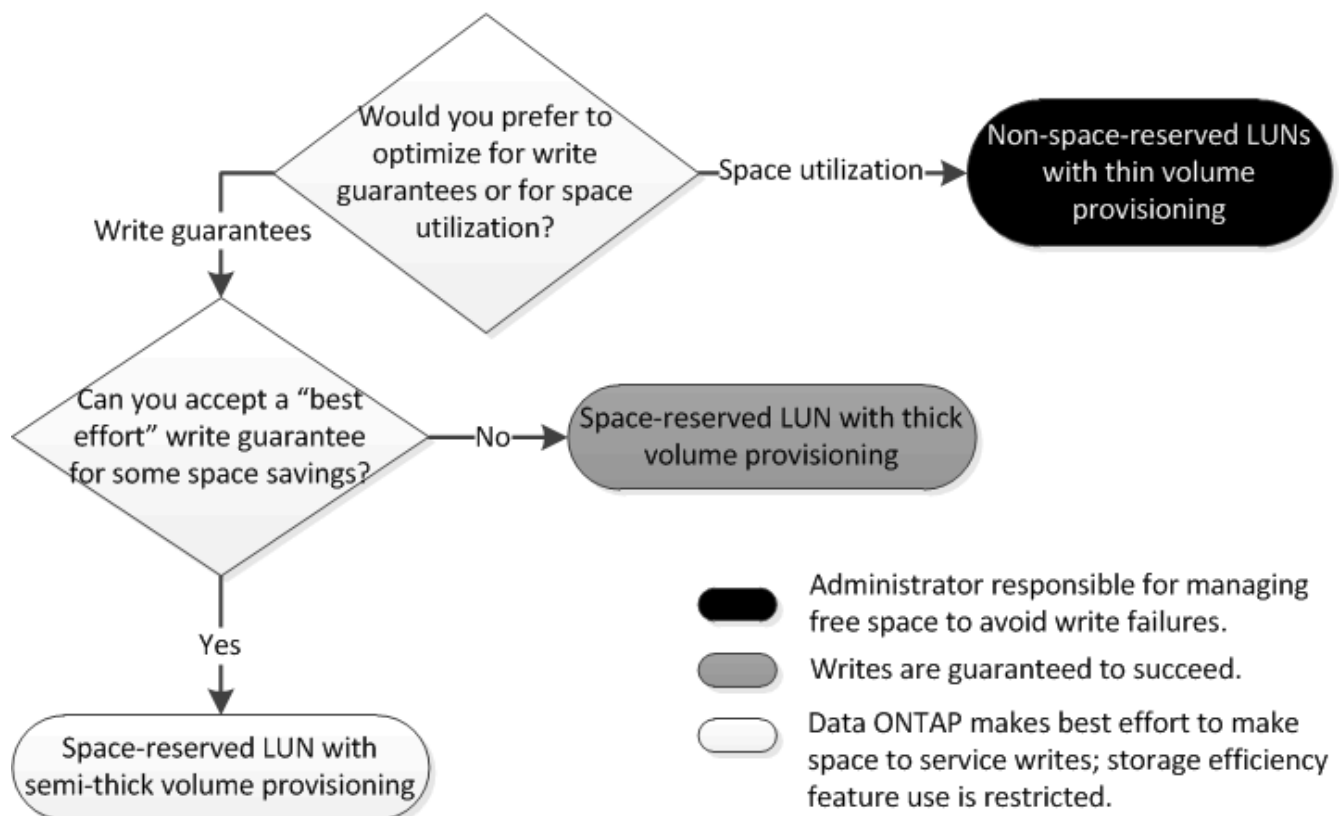 Would you prefer to
optimize for write
guarantees or for space
utilization?
Space utilization
Non-space-reserved LUNs
with thin volume
provisioning
Write guarantees
Can you accept a “best
effort” write guarantee
for some space savings?
No
Space-reserved LUN with thick
volume provisioning
Yes
Space-reserved LUN with
semi-thick volume provisioning
Administrator responsible for managing
free space to avoid write failures.
Writes are guaranteed to succeed.
Data ONTAP makes best effort to make
space to service writes; storage efficiency
feature use is restricted.